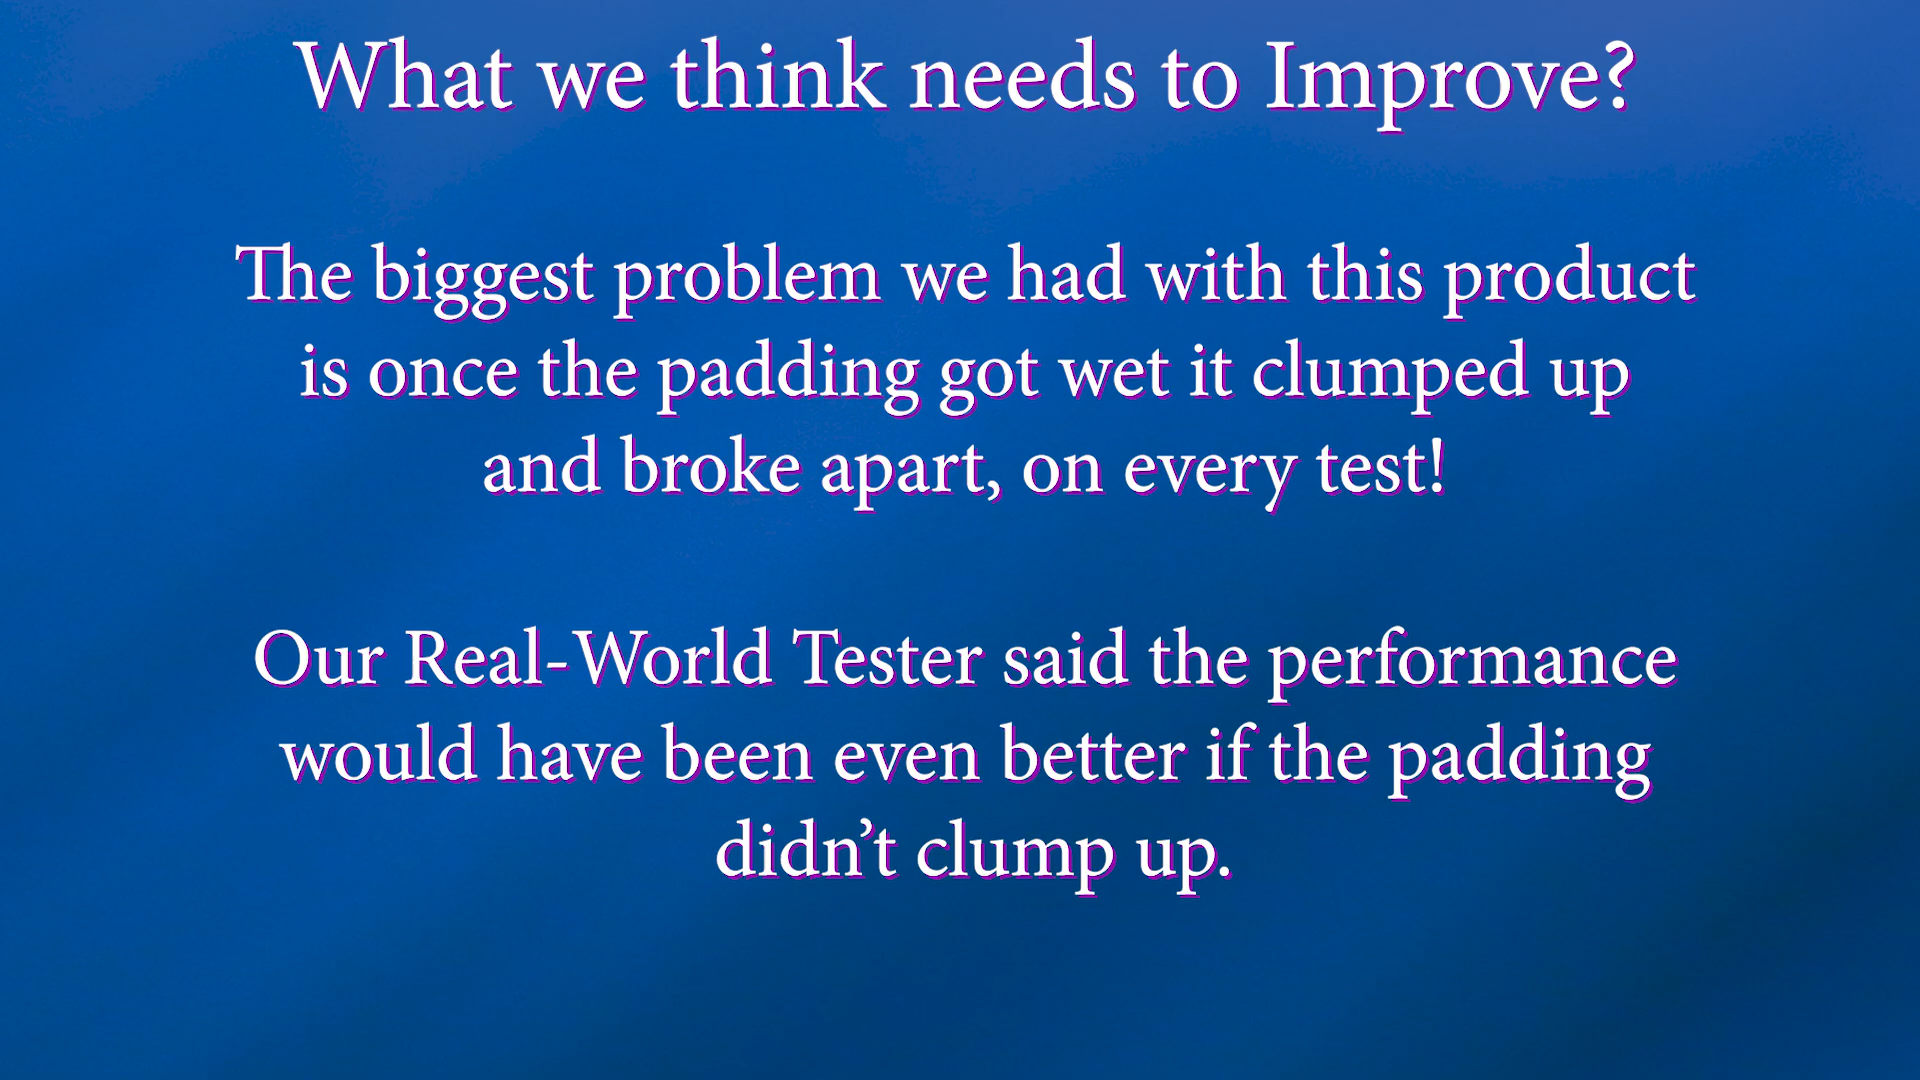 What we think needs to Improve?
The biggest problem we had with this product
is once the padding got wet it clumped up
and broke apart, on every test!
Our Real-World Tester said the performance
would have been even better if the padding
didn’t clump up.